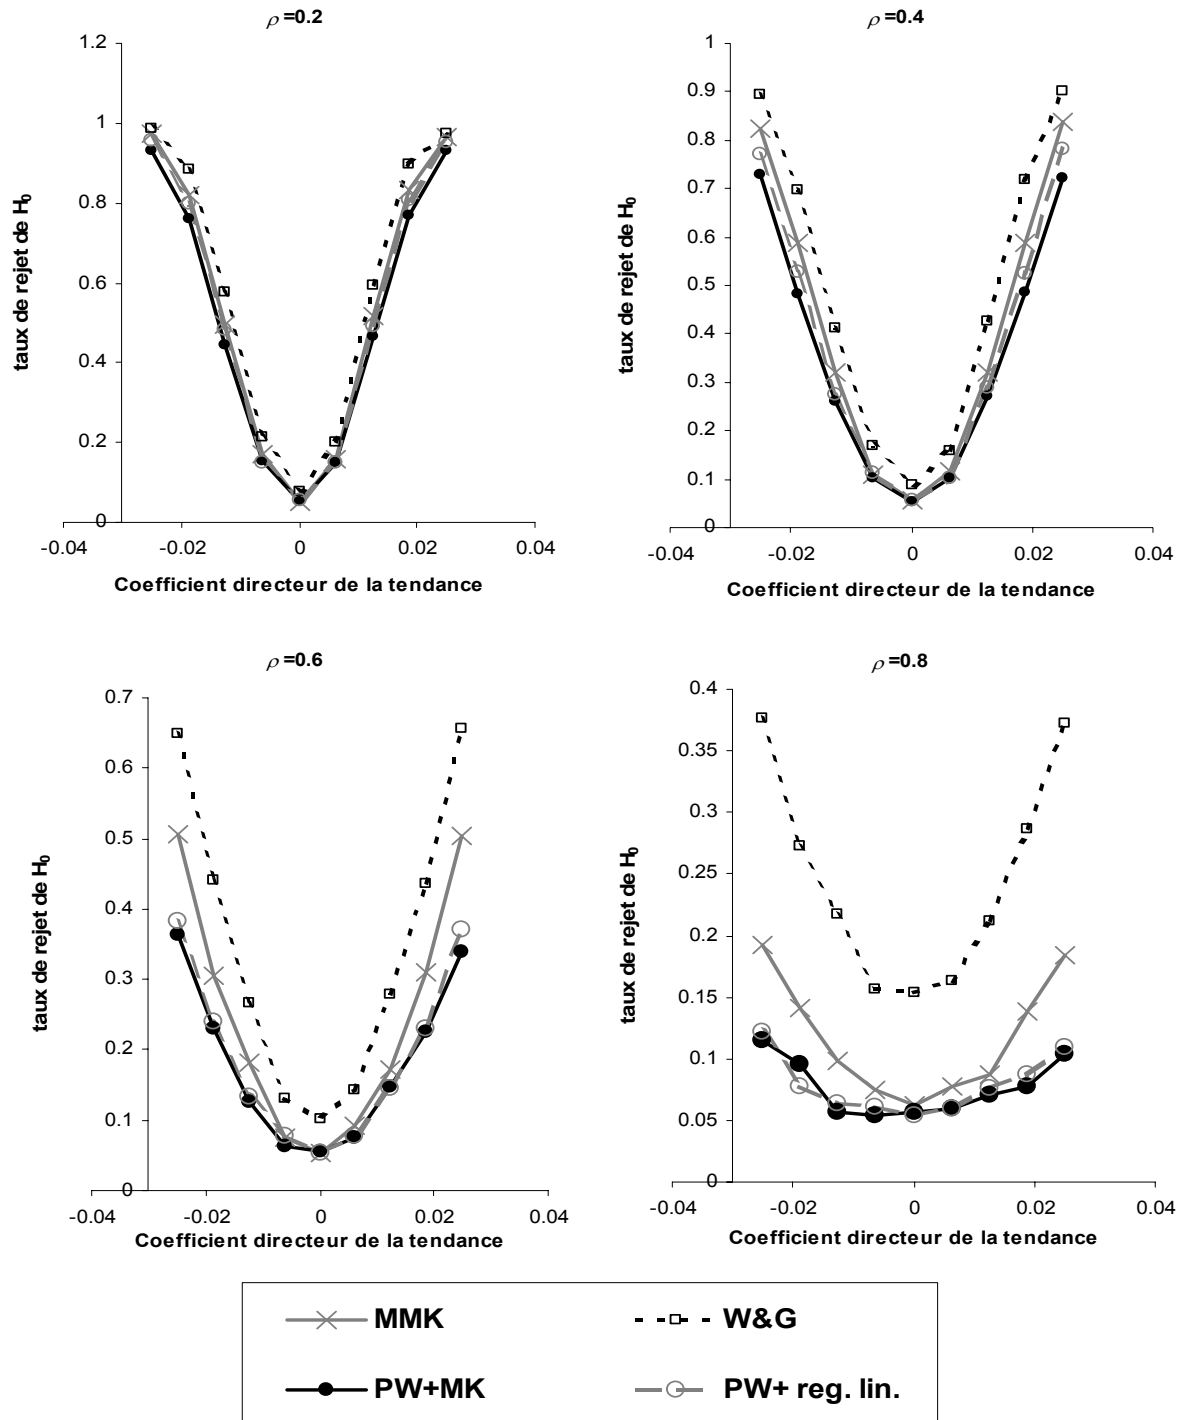 ρ=0.2
1.2
1
0.8
0.6
0.4
0.2
0
-0.04 -0.02 0 0.02 0.04
taux de rejet de H0
Coefficient directeur de la tendance
ρ=0.4
1
0.9
0.8
0.7
0.6
0.5
0.4
0.3
0.2
0.1
0
-0.04 -0.02 0 0.02 0.04
taux de rejet de H0
Coefficient directeur de la tendance
ρ=0.6
0.7
0.6
0.5
0.4
0.3
0.2
0.1
0
-0.04 -0.02 0 0.02 0.04
taux de rejet de H0
Coefficient directeur de la tendance
ρ=0.8
0.4
0.35
0.3
0.25
0.2
0.15
0.1
0.05
0
-0.04 -0.02 0 0.02 0.04
taux de rejet de H0
Coefficient directeur de la tendance
MMK
W&G
PW+MK
PW+ reg. lin.